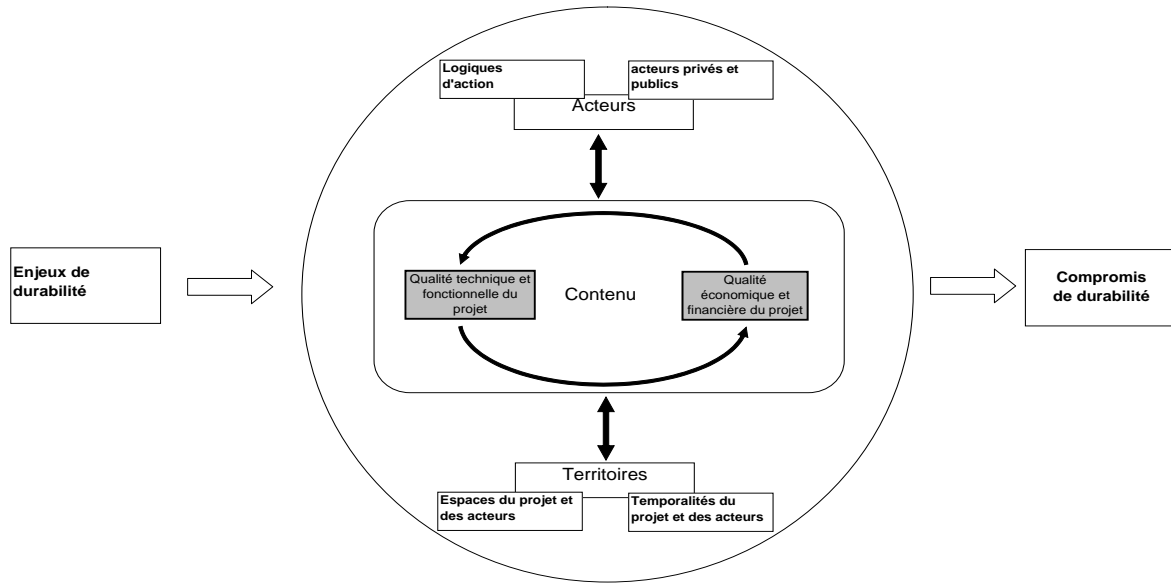 Logiques
d'action
acteurs privés et
publics
Acteurs
Enjeux de
durabilité
Qualité technique et
fonctionnelle du
projet
Contenu
Qualité
économique et
financière du projet
Compromis
de durabilité
Territoires
Espaces du projet et
des acteurs
Temporalités du
projet et des acteurs